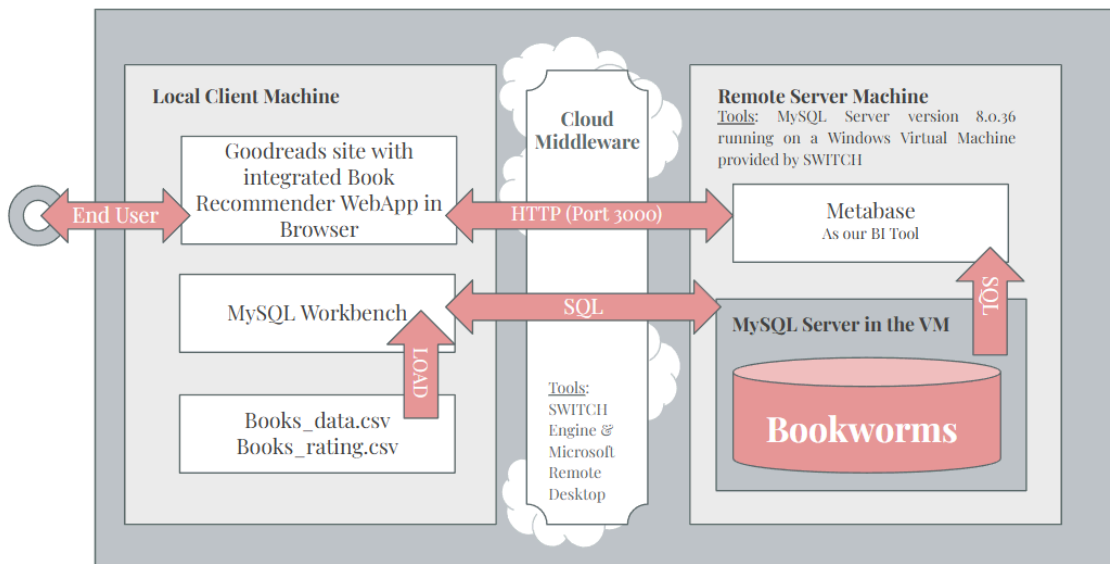 Local Client Machine
Goodreads site with
integrated Book
Recommender WebApp in
Browser
End User
MySQL Workbench
LOAD
Books_data.csv
Books_rating.csv
Cloud
Middleware
HTTP (Port 3000)
SQL
Tools:
SWITCH
Engine &
Microsoft
Remote
Desktop
Remote Server Machine
Tools: MySQL Server version 8.0.36
running on a Windows Virtual Machine
provided by SWITCH
Metabase
As our BI Tool
SQL
MySQL Server in the VM
Bookworms